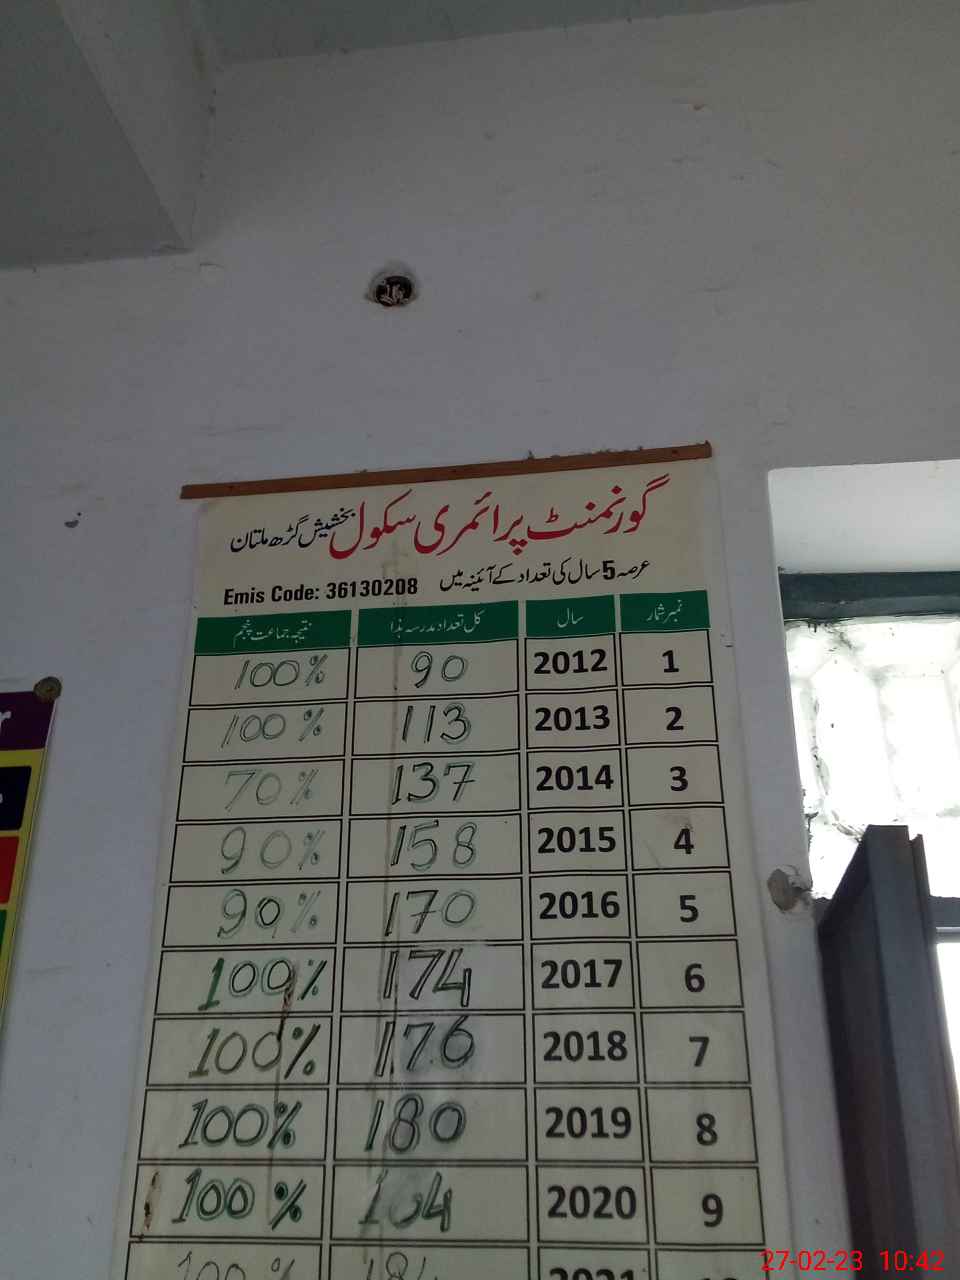 گورنمنٹ پرائمری سکول بخشیش گڑھ ملتان
عرصہ 5 سال کی تعداد کے آئینہ میں
Emis Code: 36130208
نمبر شمار سال کل تعداد مدرسہ ہذا نتیجہ جماعت پنجم
1 2012 90 100%
2 2013 113 100%
3 2014 137 70%
4 2015 158 90%
5 2016 170 90%
6 2017 174 100%
7 2018 176 100%
8 2019 180 100%
9 2020 100%
2021 100%
r
27-02-23 10:42